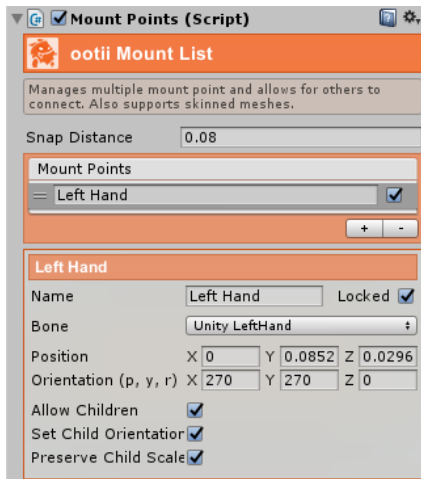 Mount Points (Script)
ootii Mount List
Manages multiple mount point and allows for others to
connect. Also supports skinned meshes.
Snap Distance 0.08
Mount Points
Left Hand
+ -
Left Hand
Name Left Hand Locked
Bone Unity LeftHand
Position X 0 Y 0.0852 Z 0.0296
Orientation (p, y, r) X 270 Y 270 Z 0
Allow Children
Set Child Orientation
Preserve Child Scale